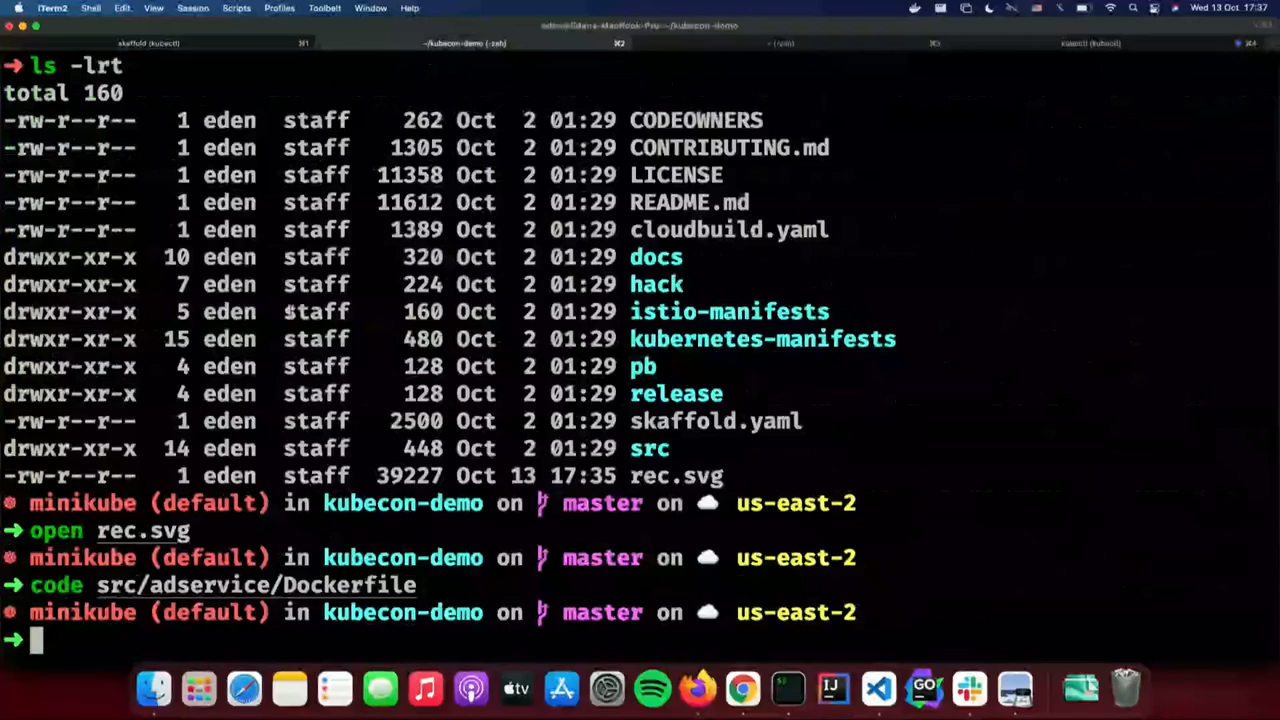 iTerm2 Shell Edit View Session Scripts Profiles Toolbelt Window Help Wed 13 Oct 17:37
~/kubecon-demo
skaffold (kubectl) ⌘1 ~/kubecon-demo (-zsh) ⌘2 ⌘3 kubectl (kubectl) ⌘4
➜ ls -lrt
total 160
-rw-r--r-- 1 eden staff 262 Oct 2 01:29 CODEOWNERS
-rw-r--r-- 1 eden staff 1305 Oct 2 01:29 CONTRIBUTING.md
-rw-r--r-- 1 eden staff 11358 Oct 2 01:29 LICENSE
-rw-r--r-- 1 eden staff 11612 Oct 2 01:29 README.md
-rw-r--r-- 1 eden staff 1389 Oct 2 01:29 cloudbuild.yaml
drwxr-xr-x 10 eden staff 320 Oct 2 01:29 docs
drwxr-xr-x 7 eden staff 224 Oct 2 01:29 hack
drwxr-xr-x 5 eden staff 160 Oct 2 01:29 istio-manifests
drwxr-xr-x 15 eden staff 480 Oct 2 01:29 kubernetes-manifests
drwxr-xr-x 4 eden staff 128 Oct 2 01:29 pb
drwxr-xr-x 4 eden staff 128 Oct 2 01:29 release
-rw-r--r-- 1 eden staff 2500 Oct 2 01:29 skaffold.yaml
drwxr-xr-x 14 eden staff 448 Oct 2 01:29 src
-rw-r--r-- 1 eden staff 39227 Oct 13 17:35 rec.svg
minikube (default) in kubecon-demo on master on ☁ us-east-2
➜ open rec.svg
minikube (default) in kubecon-demo on master on ☁ us-east-2
➜ code src/adservice/Dockerfile
minikube (default) in kubecon-demo on master on ☁ us-east-2
➜
tv IJ GO